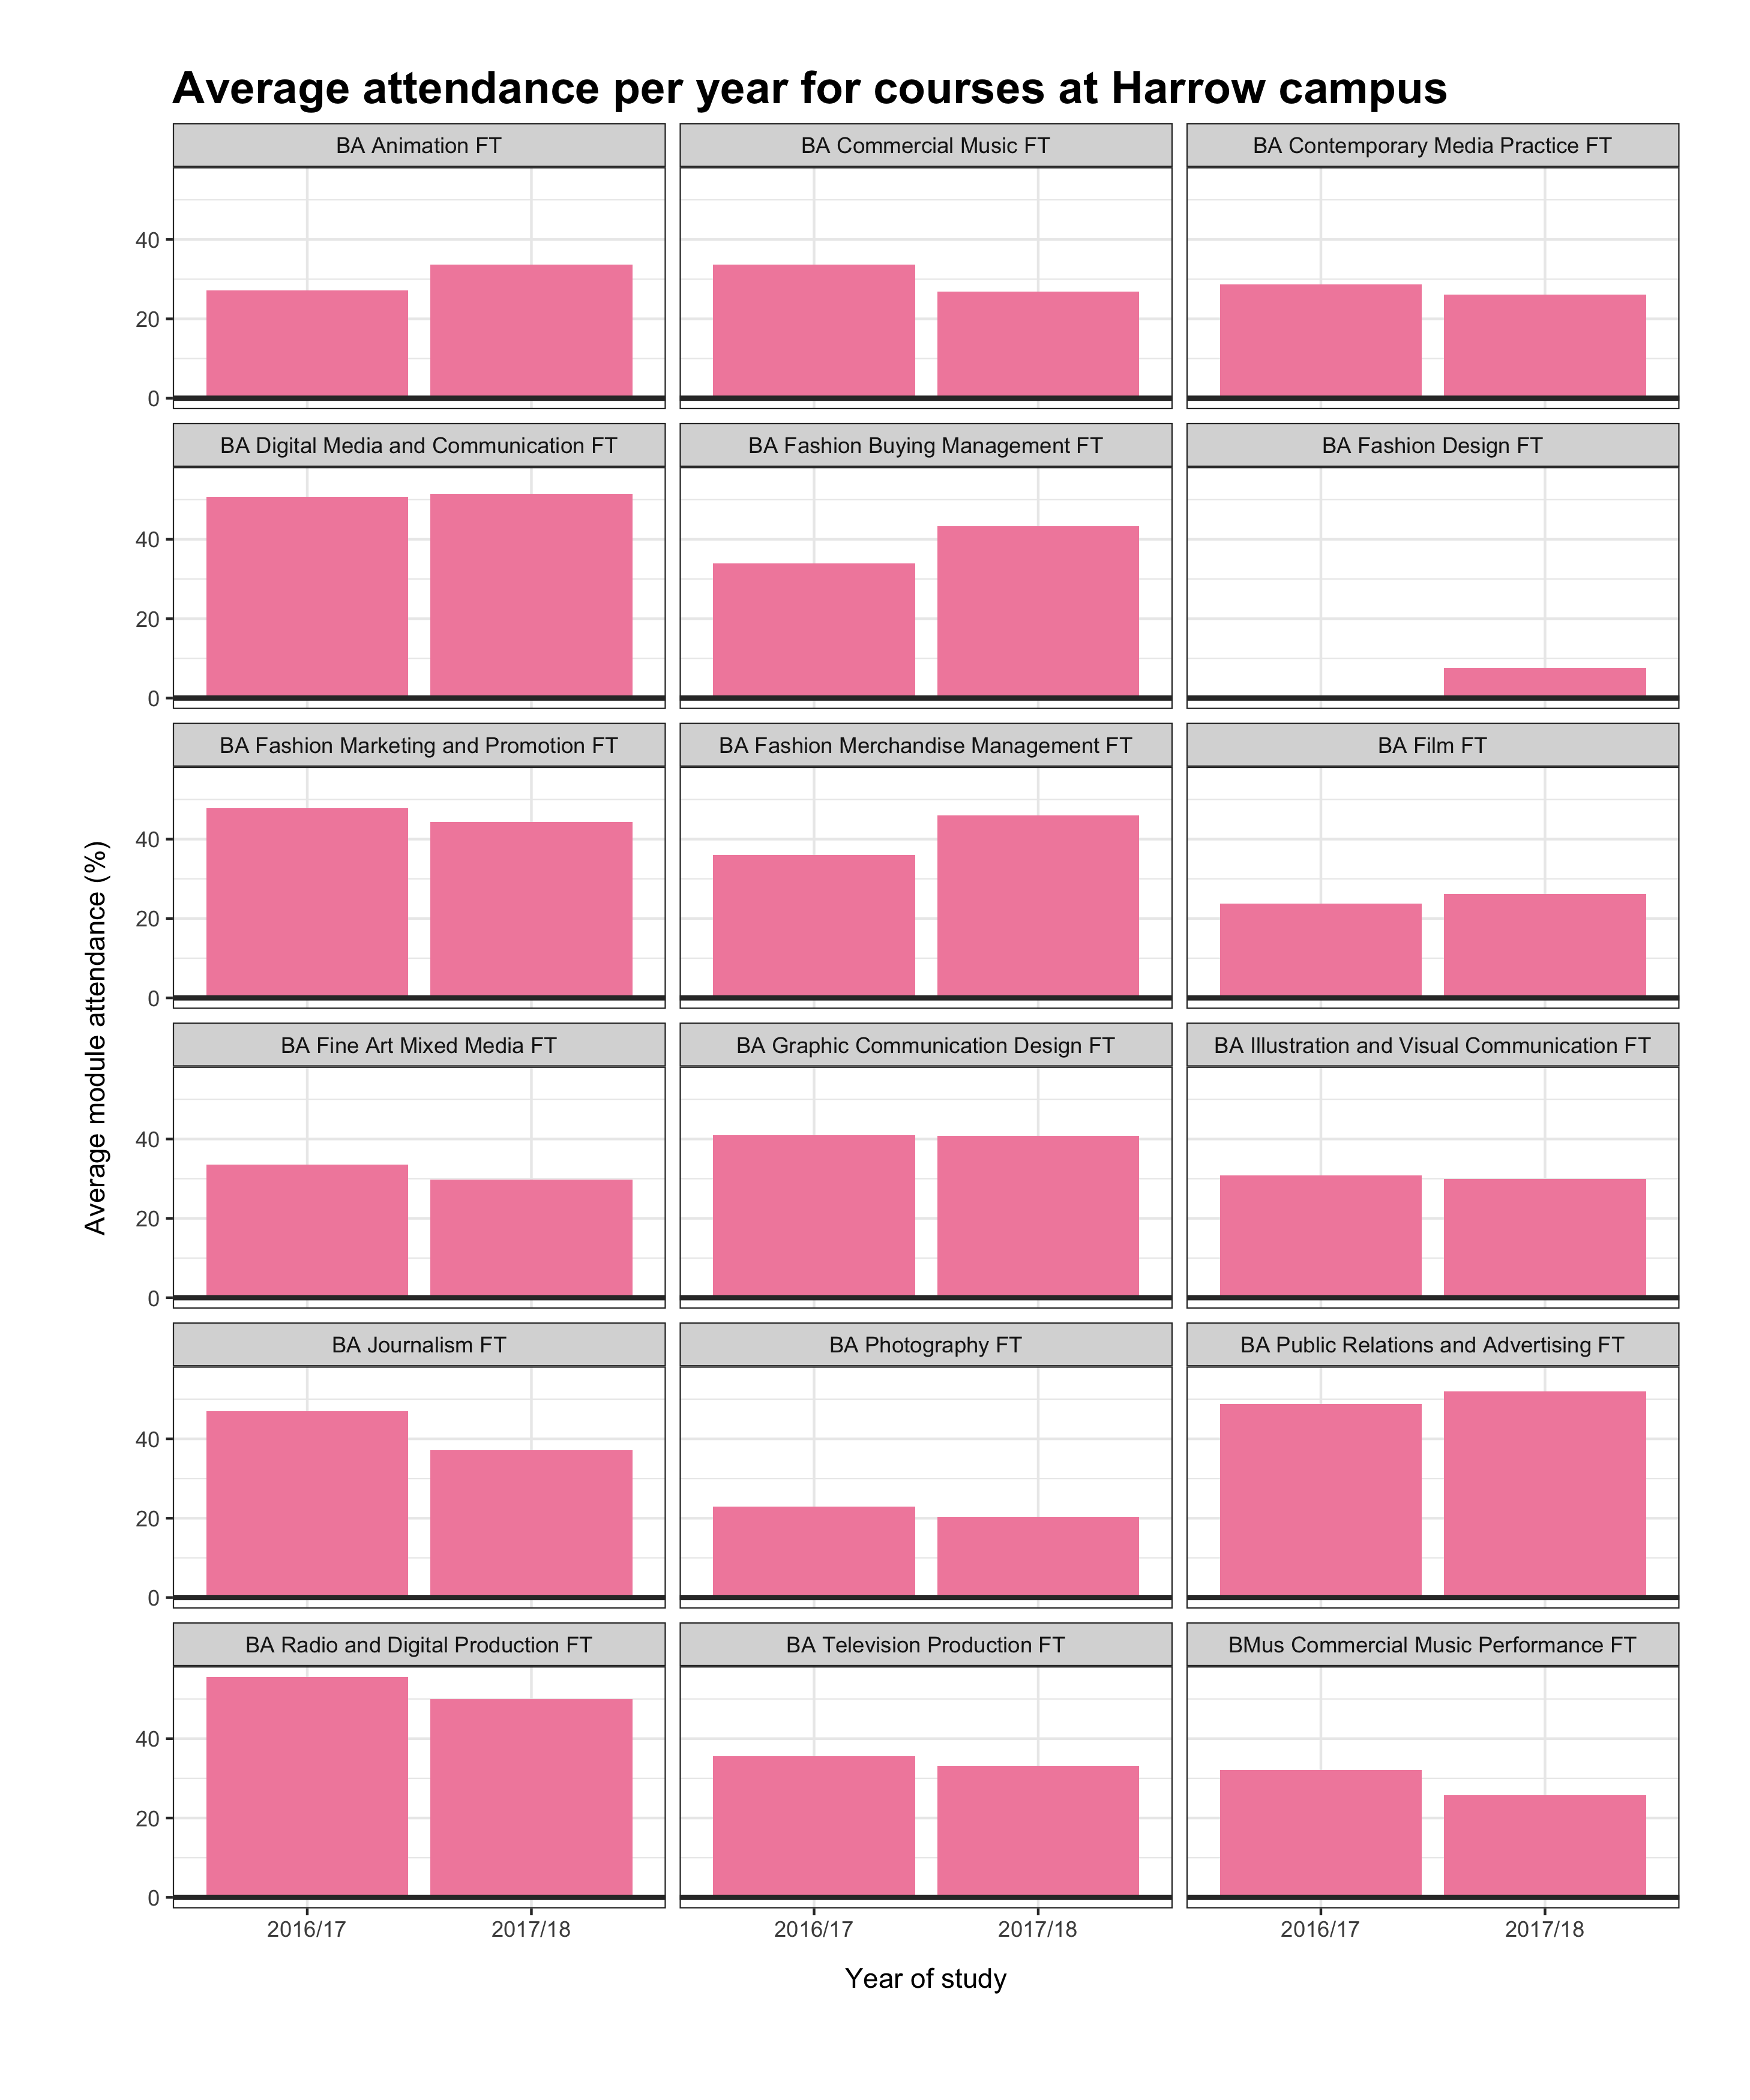 Average attendance per year for courses at Harrow campus
BA Animation FT
BA Commercial Music FT
BA Contemporary Media Practice FT
40
20
0
BA Digital Media and Communication FT
BA Fashion Buying Management FT
BA Fashion Design FT
40
20
0
BA Fashion Marketing and Promotion FT
BA Fashion Merchandise Management FT
BA Film FT
40
20
0
BA Fine Art Mixed Media FT
BA Graphic Communication Design FT
BA Illustration and Visual Communication FT
40
20
0
BA Journalism FT
BA Photography FT
BA Public Relations and Advertising FT
40
20
0
BA Radio and Digital Production FT
BA Television Production FT
BMus Commercial Music Performance FT
40
20
0
2016/17
2017/18
2016/17
2017/18
2016/17
2017/18
Year of study
Average module attendance (%)